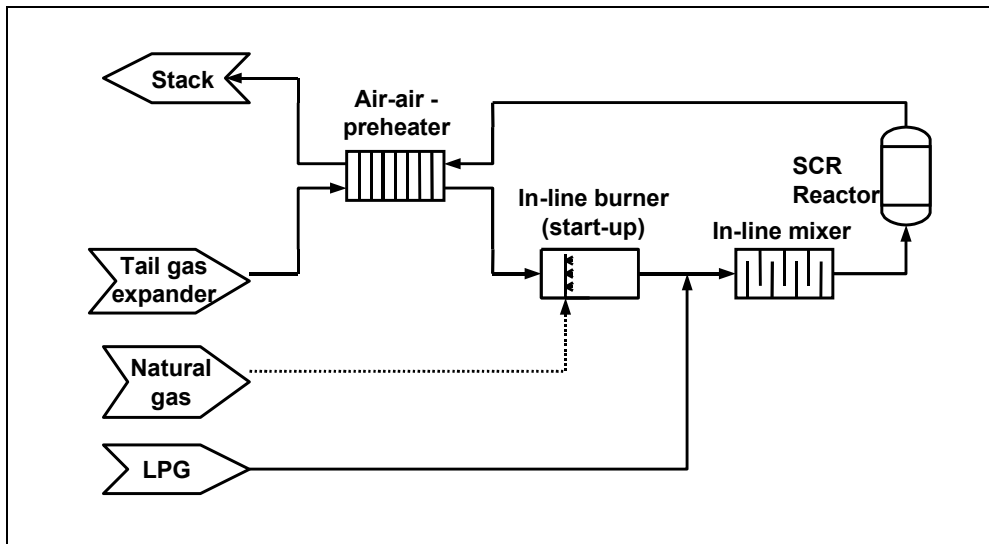 Stack
Air-air -
preheater
SCR
Reactor
In-line burner
(start-up)
In-line mixer
Tail gas
expander
Natural
gas
LPG